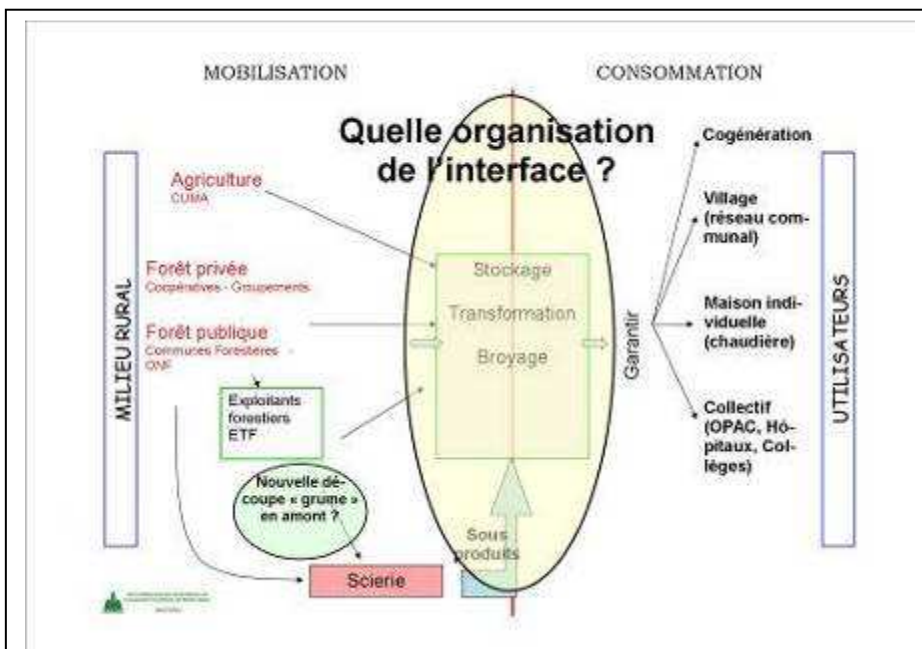 MOBILISATION
CONSOMMATION
Quelle organisation
de l'interface ?
MILIEU RURAL
Agriculture
CUMA
Forêt privée
Coopératives - Groupements
Forêt publique
Communes Forestères -
ONF
Exploitants
forestiers
ETF
Nouvelle dé-
coupe « grume »
en amont ?
Scierie
Sous
produits
Stockage
Transformation
Broyage
Garantir
Cogénération
Village
(réseau com-
munal)
Maison indi-
viduelle
(chaudière)
Collectif
(OPAC, Hô-
pitaux, Col-
lèges)
UTILISATEURS